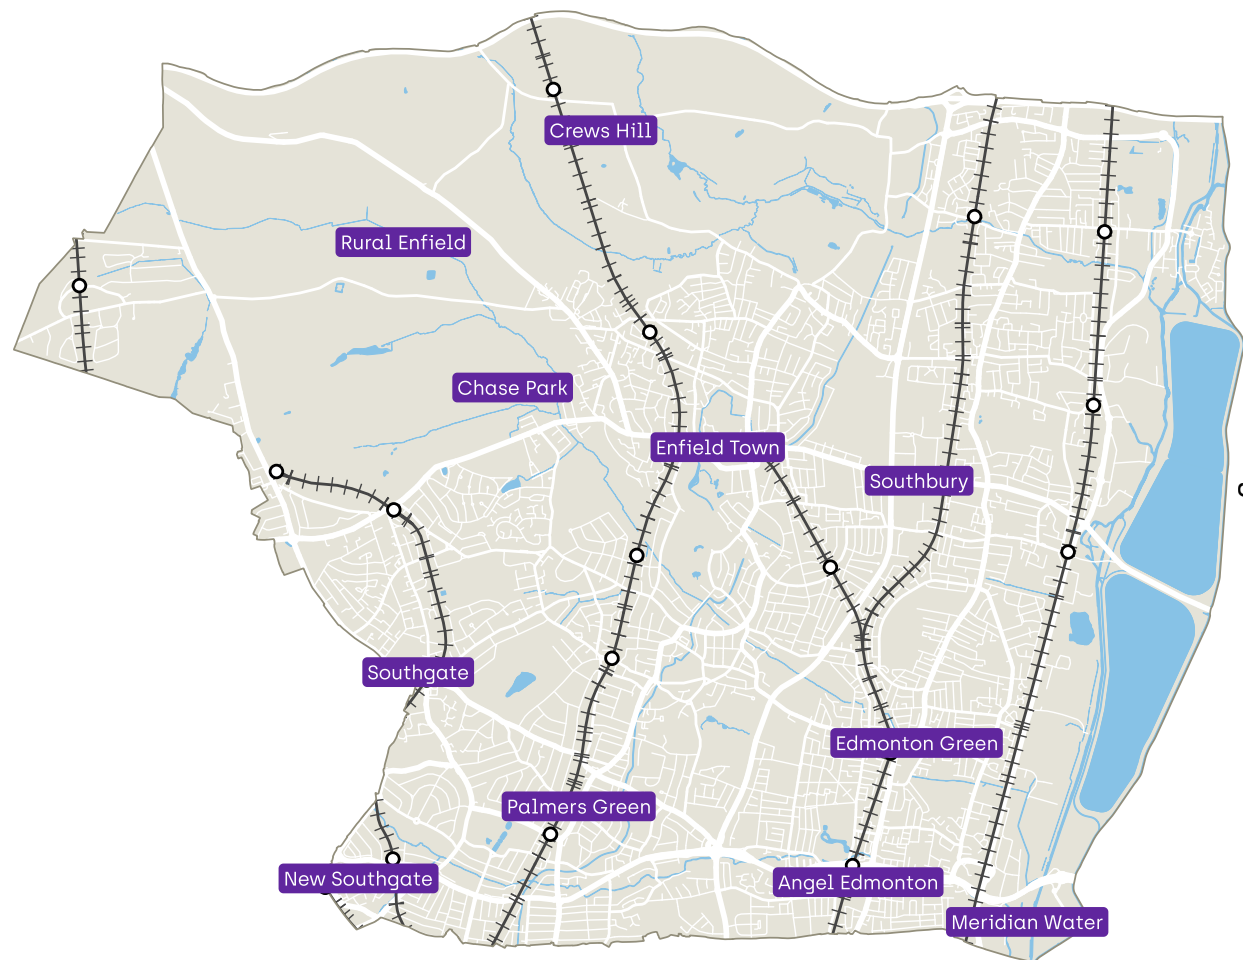 Crews Hill
Rural Enfield
Chase Park
Enfield Town
Southbury
Southgate
Edmonton Green
Palmers Green
New Southgate
Angel Edmonton
Meridian Water